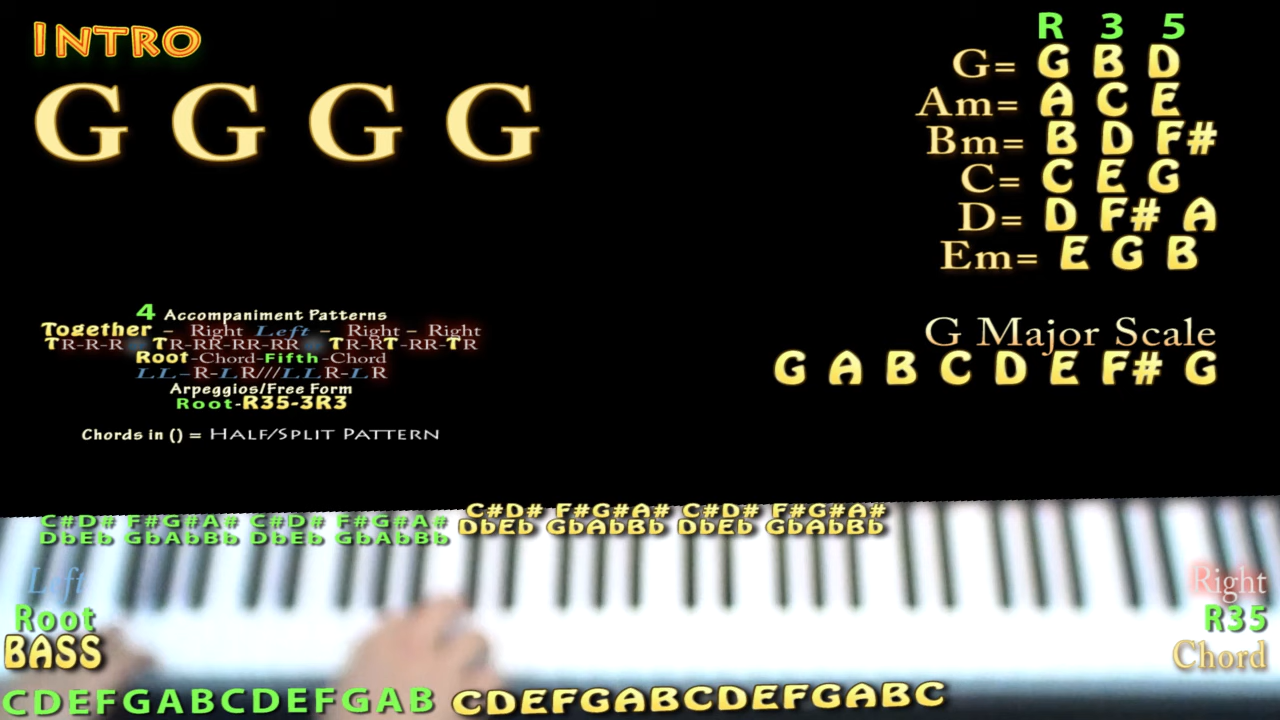 INTRO
G G G G
R 3 5
G= G B D
Am= A C E
Bm= B D F#
C= C E G
D= D F# A
Em= E G B
4 Accompaniment Patterns
Together - Right Left - Right - Right
TR-R-R - TR-RR-RR-RR - TR-RT-RR-TR
Root-Chord-Fifth-Chord
LL-R-LR///LLLR-LR
Arpeggios/Free Form
Root-R35-3R3
Chords in () = HALF/SPLIT PATTERN
G Major Scale
G A B C D E F# G
C#D# F#G#A# C#D# F#G#A# C#D# F#G#A# C#D# F#G#A#
DbEb GbAbBb DbEb GbAbBb DbEb GbAbBb DbEb GbAbBb
Left
Root
BASS
Right
R35
Chord
CDEFGABCDEFGAB CDEFGABCDEFGABC